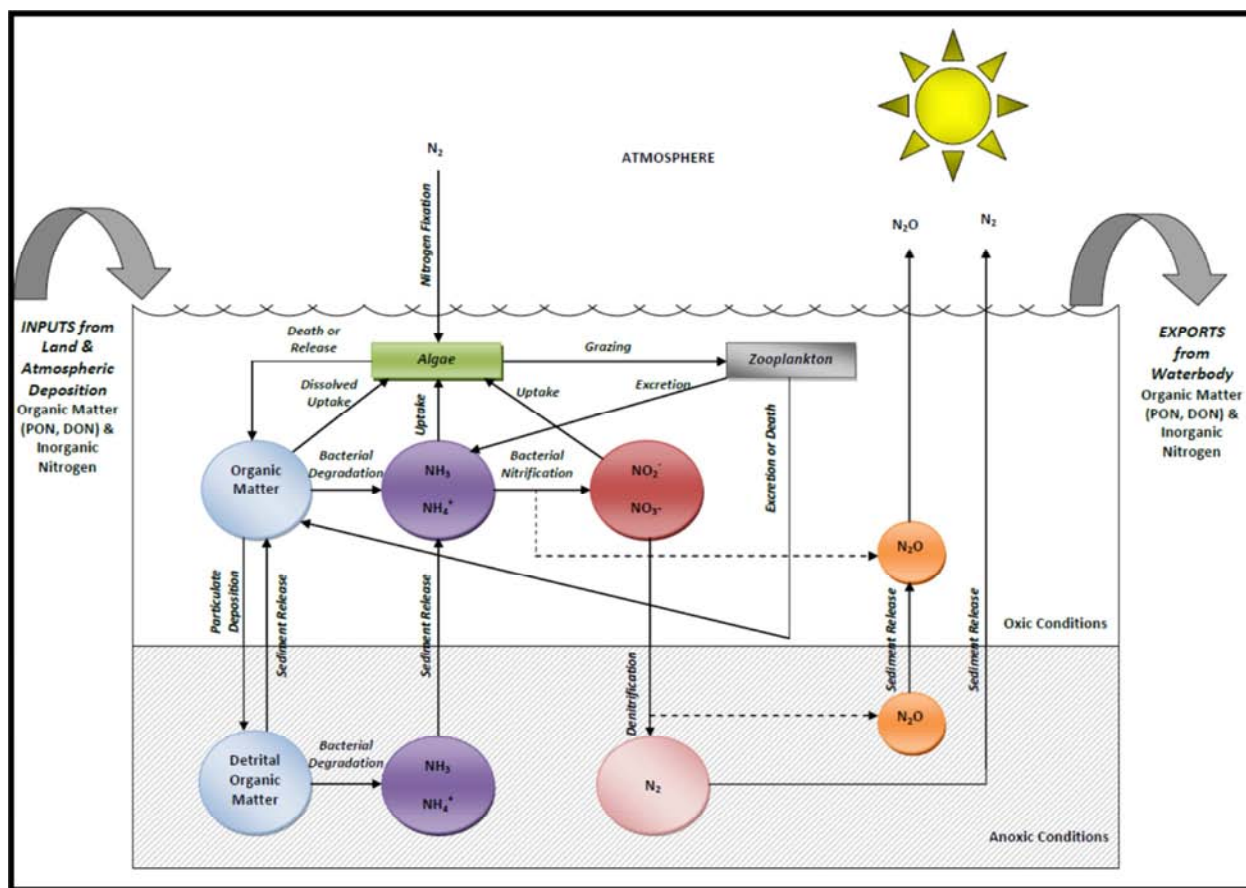 N₂
ATMOSPHERE
Nitrogen Fixation
N₂O
N₂
INPUTS from
Land &
Atmospheric
Deposition
Organic Matter
(PON, DON) &
Inorganic
Nitrogen
EXPORTS
from
Waterbody
Organic Matter
(PON, DON) &
Inorganic
Nitrogen
Death or
Release
Algae
Grazing
Zooplankton
Dissolved
Uptake
Uptake
Uptake
Excretion
Organic
Matter
Bacterial
Degradation
NH₃
NH₄⁺
Bacterial
Nitrification
NO₂⁻
NO₃-
Excretion or Death
N₂O
Particulate
Deposition
Sediment Release
Sediment Release
Denitrification
Sediment Release
Sediment Release
Oxic Conditions
N₂O
Detrital
Organic
Matter
Bacterial
Degradation
NH₃
NH₄⁺
N₂
Anoxic Conditions